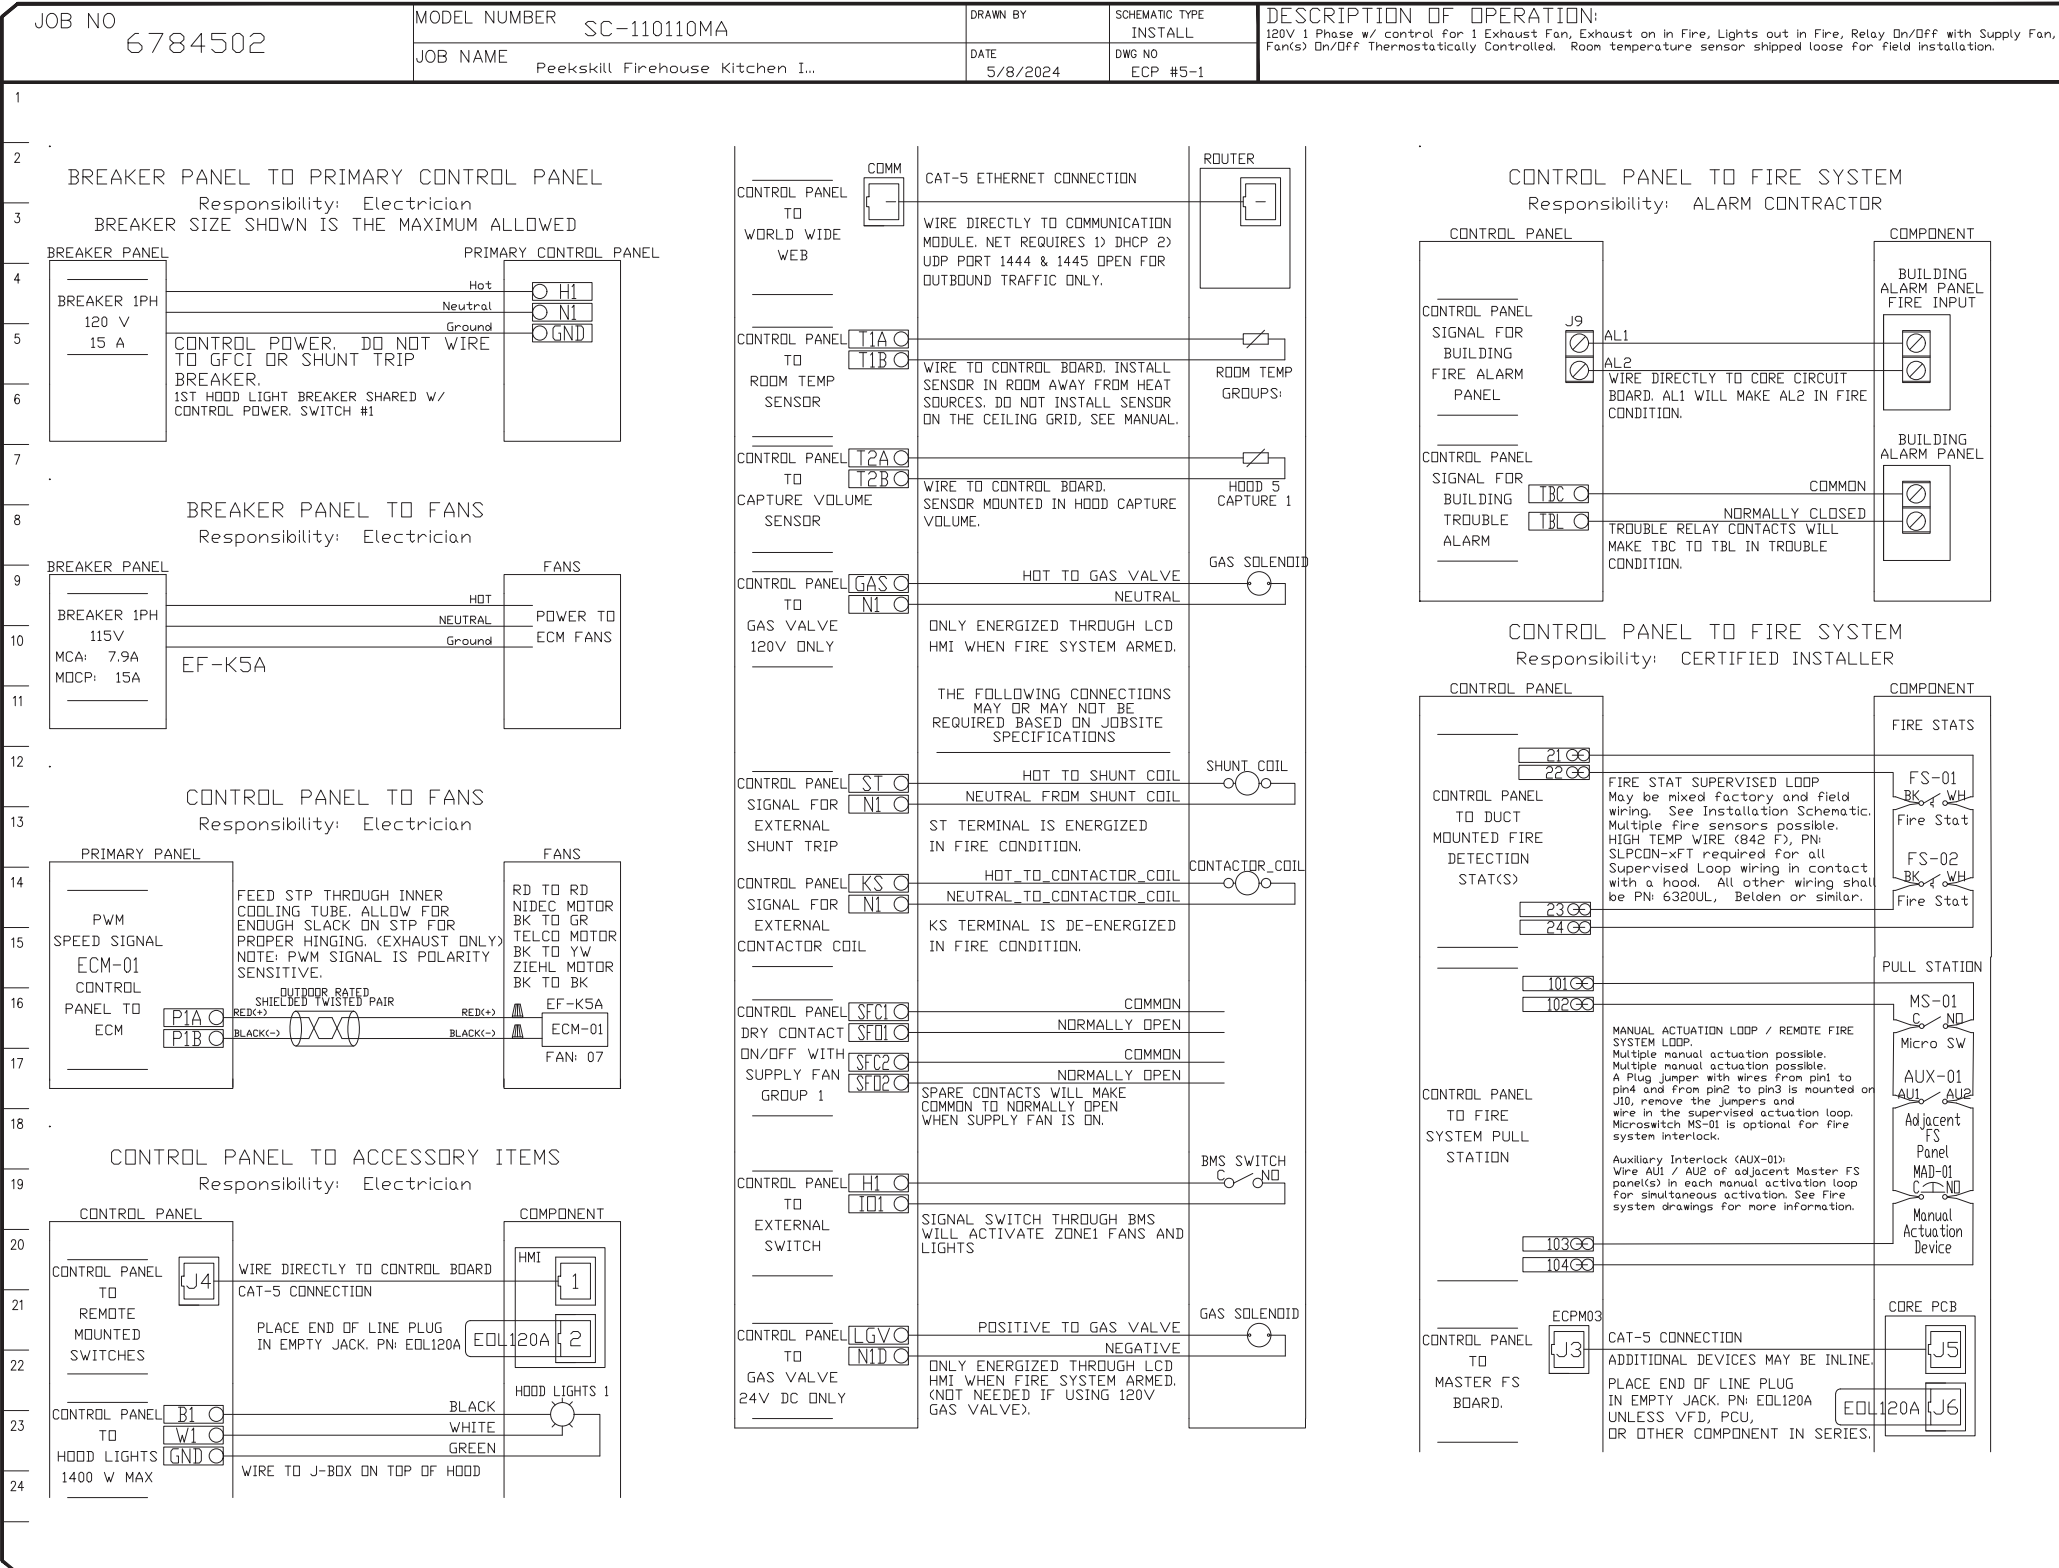 JOB NO
6784502
MODEL NUMBER
SC-110110MA
JOB NAME
Peekskill Firehouse Kitchen I...
DRAWN BY
SCHEMATIC TYPE
INSTALL
DATE
5/8/2024
DWG NO
ECP #5-1
DESCRIPTION OF OPERATION:
120V 1 Phase w/ control for 1 Exhaust Fan, Exhaust on in Fire, Lights out in Fire, Relay On/Off with Supply Fan,
Fan(s) On/Off Thermostatically Controlled. Room temperature sensor shipped loose for field installation.
1
2
3
4
5
6
7
8
9
10
11
12
13
14
15
16
17
18
19
20
21
22
23
24
BREAKER PANEL TO PRIMARY CONTROL PANEL
Responsibility: Electrician
BREAKER SIZE SHOWN IS THE MAXIMUM ALLOWED
BREAKER PANEL
PRIMARY CONTROL PANEL
BREAKER 1PH
120 V
15 A
Hot
H1
Neutral
N1
Ground
GND
CONTROL POWER. DO NOT WIRE
TO GFCI OR SHUNT TRIP
BREAKER.
1ST HOOD LIGHT BREAKER SHARED W/
CONTROL POWER. SWITCH #1
BREAKER PANEL TO FANS
Responsibility: Electrician
BREAKER PANEL
FANS
BREAKER 1PH
115V
MCA: 7.9A
MOCP: 15A
HOT
NEUTRAL
Ground
POWER TO
ECM FANS
EF-K5A
CONTROL PANEL TO FANS
Responsibility: Electrician
PRIMARY PANEL
FANS
PWM
SPEED SIGNAL
ECM-01
CONTROL
PANEL TO
ECM
FEED STP THROUGH INNER
COOLING TUBE. ALLOW FOR
ENOUGH SLACK ON STP FOR
PROPER HINGING. (EXHAUST ONLY)
NOTE: PWM SIGNAL IS POLARITY
SENSITIVE.
OUTDOOR RATED
SHIELDED TWISTED PAIR
P1A
RED(+)
RED(+)
P1B
BLACK(-)
BLACK(-)
RD TO RD
NIDEC MOTOR
BK TO GR
TELCO MOTOR
BK TO YW
ZIEHL MOTOR
BK TO BK
EF-K5A
ECM-01
FAN: 07
CONTROL PANEL TO ACCESSORY ITEMS
Responsibility: Electrician
CONTROL PANEL
COMPONENT
CONTROL PANEL
TO
REMOTE
MOUNTED
SWITCHES
J4
WIRE DIRECTLY TO CONTROL BOARD
CAT-5 CONNECTION
HMI
1
PLACE END OF LINE PLUG
IN EMPTY JACK. PN: EOL120A
EOL120A
2
HOOD LIGHTS 1
CONTROL PANEL
TO
HOOD LIGHTS
1400 W MAX
B1
BLACK
W1
WHITE
GND
GREEN
WIRE TO J-BOX ON TOP OF HOOD
CONTROL PANEL
TO
WORLD WIDE
WEB
COMM
CAT-5 ETHERNET CONNECTION
ROUTER
WIRE DIRECTLY TO COMMUNICATION
MODULE. NET REQUIRES 1) DHCP 2)
UDP PORT 1444 & 1445 OPEN FOR
OUTBOUND TRAFFIC ONLY.
CONTROL PANEL
TO
ROOM TEMP
SENSOR
T1A
T1B
WIRE TO CONTROL BOARD. INSTALL
SENSOR IN ROOM AWAY FROM HEAT
SOURCES. DO NOT INSTALL SENSOR
ON THE CEILING GRID, SEE MANUAL.
ROOM TEMP
GROUPS:
CONTROL PANEL
TO
CAPTURE VOLUME
SENSOR
T2A
T2B
WIRE TO CONTROL BOARD.
SENSOR MOUNTED IN HOOD CAPTURE
VOLUME.
HOOD 5
CAPTURE 1
CONTROL PANEL
TO
GAS VALVE
120V ONLY
GAS
N1
HOT TO GAS VALVE
NEUTRAL
GAS SOLENOID
ONLY ENERGIZED THROUGH LCD
HMI WHEN FIRE SYSTEM ARMED.
THE FOLLOWING CONNECTIONS
MAY OR MAY NOT BE
REQUIRED BASED ON JOBSITE
SPECIFICATIONS
CONTROL PANEL
SIGNAL FOR
EXTERNAL
SHUNT TRIP
ST
N1
HOT TO SHUNT COIL
NEUTRAL FROM SHUNT COIL
SHUNT COIL
ST TERMINAL IS ENERGIZED
IN FIRE CONDITION.
CONTROL PANEL
SIGNAL FOR
EXTERNAL
CONTACTOR COIL
KS
N1
HOT_TO_CONTACTOR_COIL
NEUTRAL_TO_CONTACTOR_COIL
CONTACTOR_COIL
KS TERMINAL IS DE-ENERGIZED
IN FIRE CONDITION.
CONTROL PANEL
DRY CONTACT
ON/OFF WITH
SUPPLY FAN
GROUP 1
SFC1
SFO1
SFC2
SFO2
COMMON
NORMALLY OPEN
COMMON
NORMALLY OPEN
SPARE CONTACTS WILL MAKE
COMMON TO NORMALLY OPEN
WHEN SUPPLY FAN IS ON.
CONTROL PANEL
TO
EXTERNAL
SWITCH
H1
IO1
BMS SWITCH
C NO
SIGNAL SWITCH THROUGH BMS
WILL ACTIVATE ZONE1 FANS AND
LIGHTS
CONTROL PANEL
TO
GAS VALVE
24V DC ONLY
LGV
N1D
POSITIVE TO GAS VALVE
NEGATIVE
GAS SOLENOID
ONLY ENERGIZED THROUGH LCD
HMI WHEN FIRE SYSTEM ARMED.
(NOT NEEDED IF USING 120V
GAS VALVE).
CONTROL PANEL TO FIRE SYSTEM
Responsibility: ALARM CONTRACTOR
CONTROL PANEL
COMPONENT
CONTROL PANEL
SIGNAL FOR
BUILDING
FIRE ALARM
PANEL
J9
AL1
AL2
WIRE DIRECTLY TO CORE CIRCUIT
BOARD. AL1 WILL MAKE AL2 IN FIRE
CONDITION.
BUILDING
ALARM PANEL
FIRE INPUT
CONTROL PANEL
SIGNAL FOR
BUILDING
TROUBLE
ALARM
TBC
TBL
COMMON
NORMALLY CLOSED
TROUBLE RELAY CONTACTS WILL
MAKE TBC TO TBL IN TROUBLE
CONDITION.
BUILDING
ALARM PANEL
CONTROL PANEL TO FIRE SYSTEM
Responsibility: CERTIFIED INSTALLER
CONTROL PANEL
COMPONENT
CONTROL PANEL
TO DUCT
MOUNTED FIRE
DETECTION
STAT(S)
21
22
23
24
FIRE STAT SUPERVISED LOOP
May be mixed factory and field
wiring. See Installation Schematic.
Multiple fire sensors possible.
HIGH TEMP WIRE (842 F), PN:
SLPCON-xFT required for all
Supervised Loop wiring in contact
with a hood. All other wiring shall
be PN: 6320UL, Belden or similar.
FIRE STATS
FS-01
BK WH
Fire Stat
FS-02
BK WH
Fire Stat
CONTROL PANEL
TO FIRE
SYSTEM PULL
STATION
101
102
103
104
MANUAL ACTUATION LOOP / REMOTE FIRE
SYSTEM LOOP.
Multiple manual actuation possible.
Multiple manual actuation possible.
A Plug jumper with wires from pin1 to
pin4 and from pin2 to pin3 is mounted on
J10, remove the jumpers and
wire in the supervised actuation loop.
Microswitch MS-01 is optional for fire
system interlock.
Auxiliary Interlock (AUX-01):
Wire AU1 / AU2 of adjacent Master FS
panel(s) in each manual activation loop
for simultaneous activation. See Fire
system drawings for more information.
PULL STATION
MS-01
C NO
Micro SW
AUX-01
AU1 AU2
Adjacent
FS
Panel
MAD-01
C NO
Manual
Actuation
Device
CONTROL PANEL
TO
MASTER FS
BOARD.
ECPM03
J3
CAT-5 CONNECTION
ADDITIONAL DEVICES MAY BE INLINE.
PLACE END OF LINE PLUG
IN EMPTY JACK. PN: EOL120A
UNLESS VFD, PCU,
OR OTHER COMPONENT IN SERIES.
CORE PCB
J5
EOL120A
J6